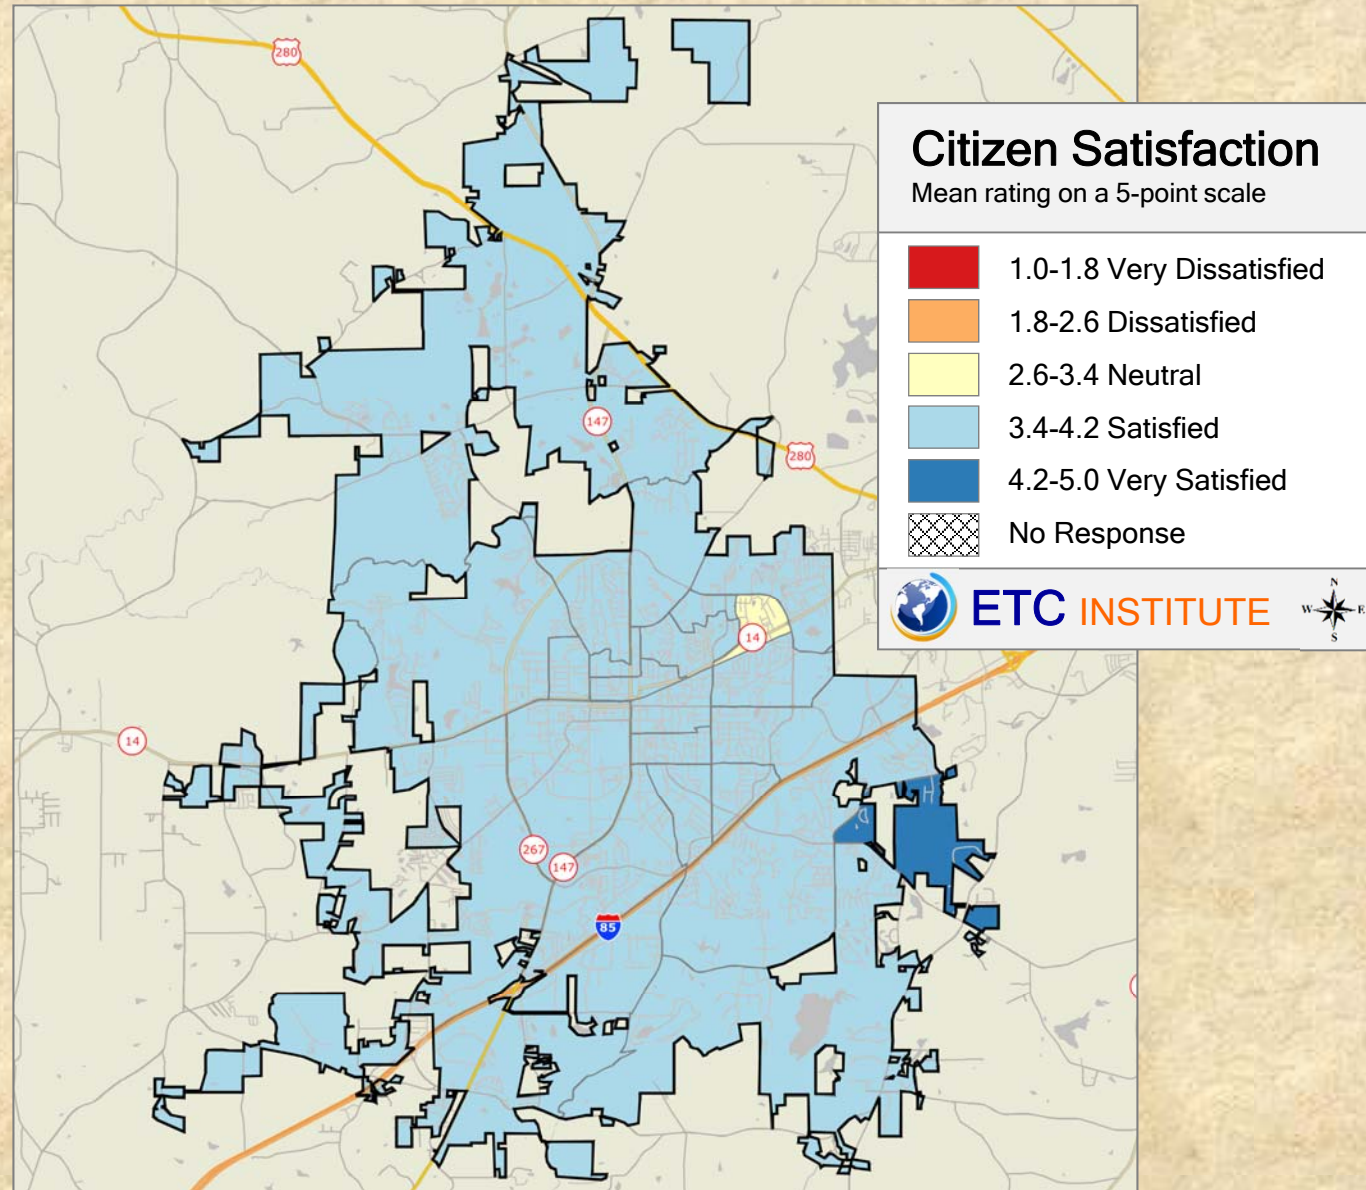 280
Citizen Satisfaction
Mean rating on a 5-point scale
1.0-1.8 Very Dissatisfied
1.8-2.6 Dissatisfied
2.6-3.4 Neutral
3.4-4.2 Satisfied
4.2-5.0 Very Satisfied
No Response
ETC INSTITUTE
N
W E
S
147
280
14
14
267
147
85